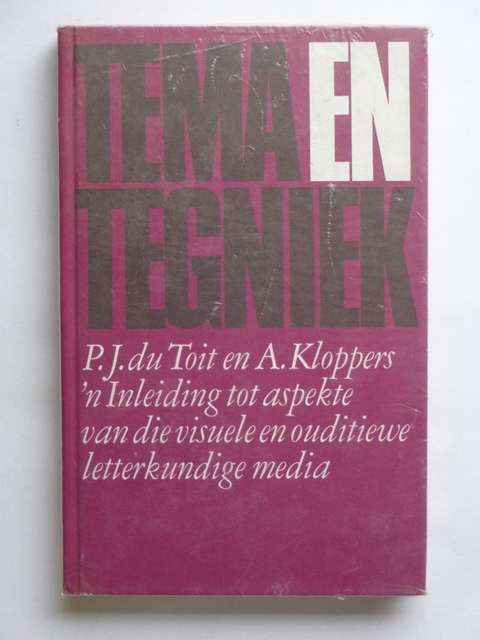 TEMA EN
TEGNIEK
P.J. du Toit en A. Kloppers
'n Inleiding tot aspekte
van die visuele en ouditiewe
letterkundige media